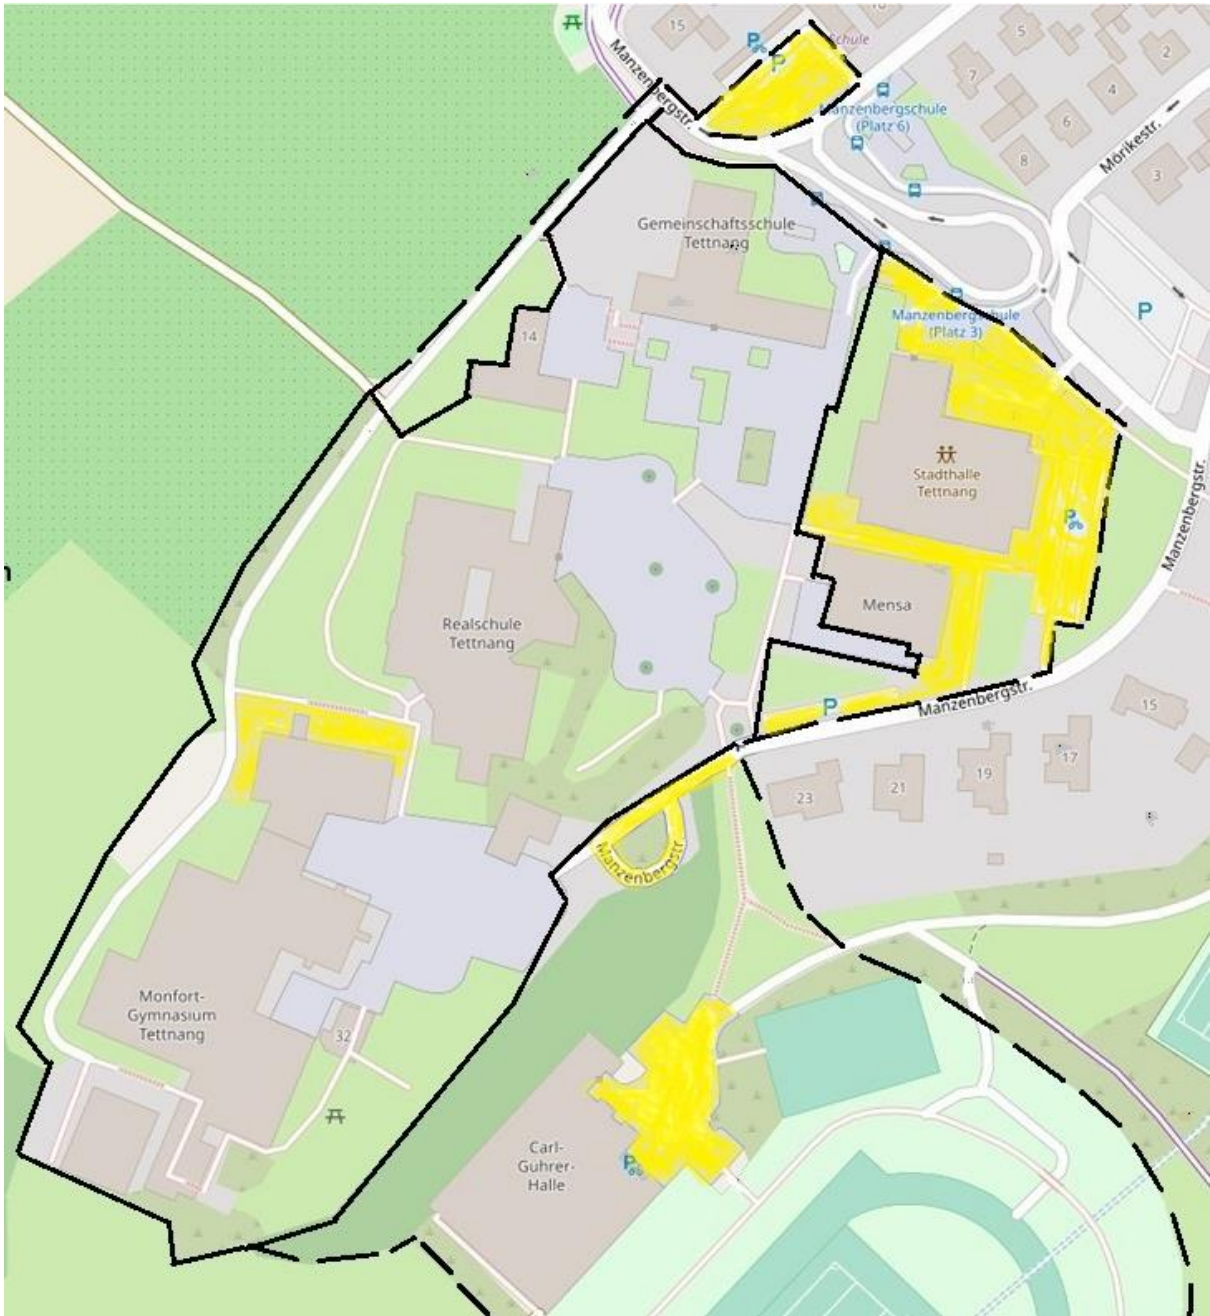 15
16
P
Schule
P
5
2
Manzenbergstr.
7
4
Manzenbergschule
(Platz 6)
6
Mörikestr.
8
3
Gemeinschaftsschule
Tettnang
Manzenbergschule
(Platz 3)
P
14
Stadthalle
Tettnang
P
Manzenbergstr.
Mensa
Realschule
Tettnang
P
Manzenbergstr.
15
17
19
21
23
Manzenbergstr.
Monfort-
Gymnasium
Tettnang
32
Carl-
Guhrer-
Halle
P